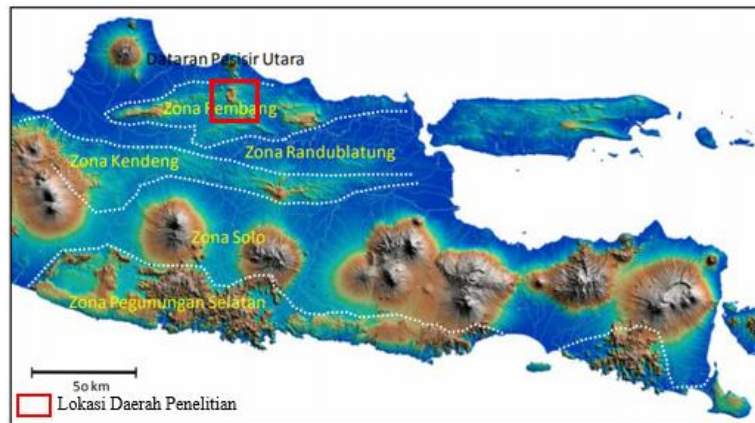 Dataran Pesisir Utara
Zona Rembang
Zona Randublatung
Zona Kendeng
Zona Solo
Zona Pegunungan Selatan
50 km
Lokasi Daerah Penelitian